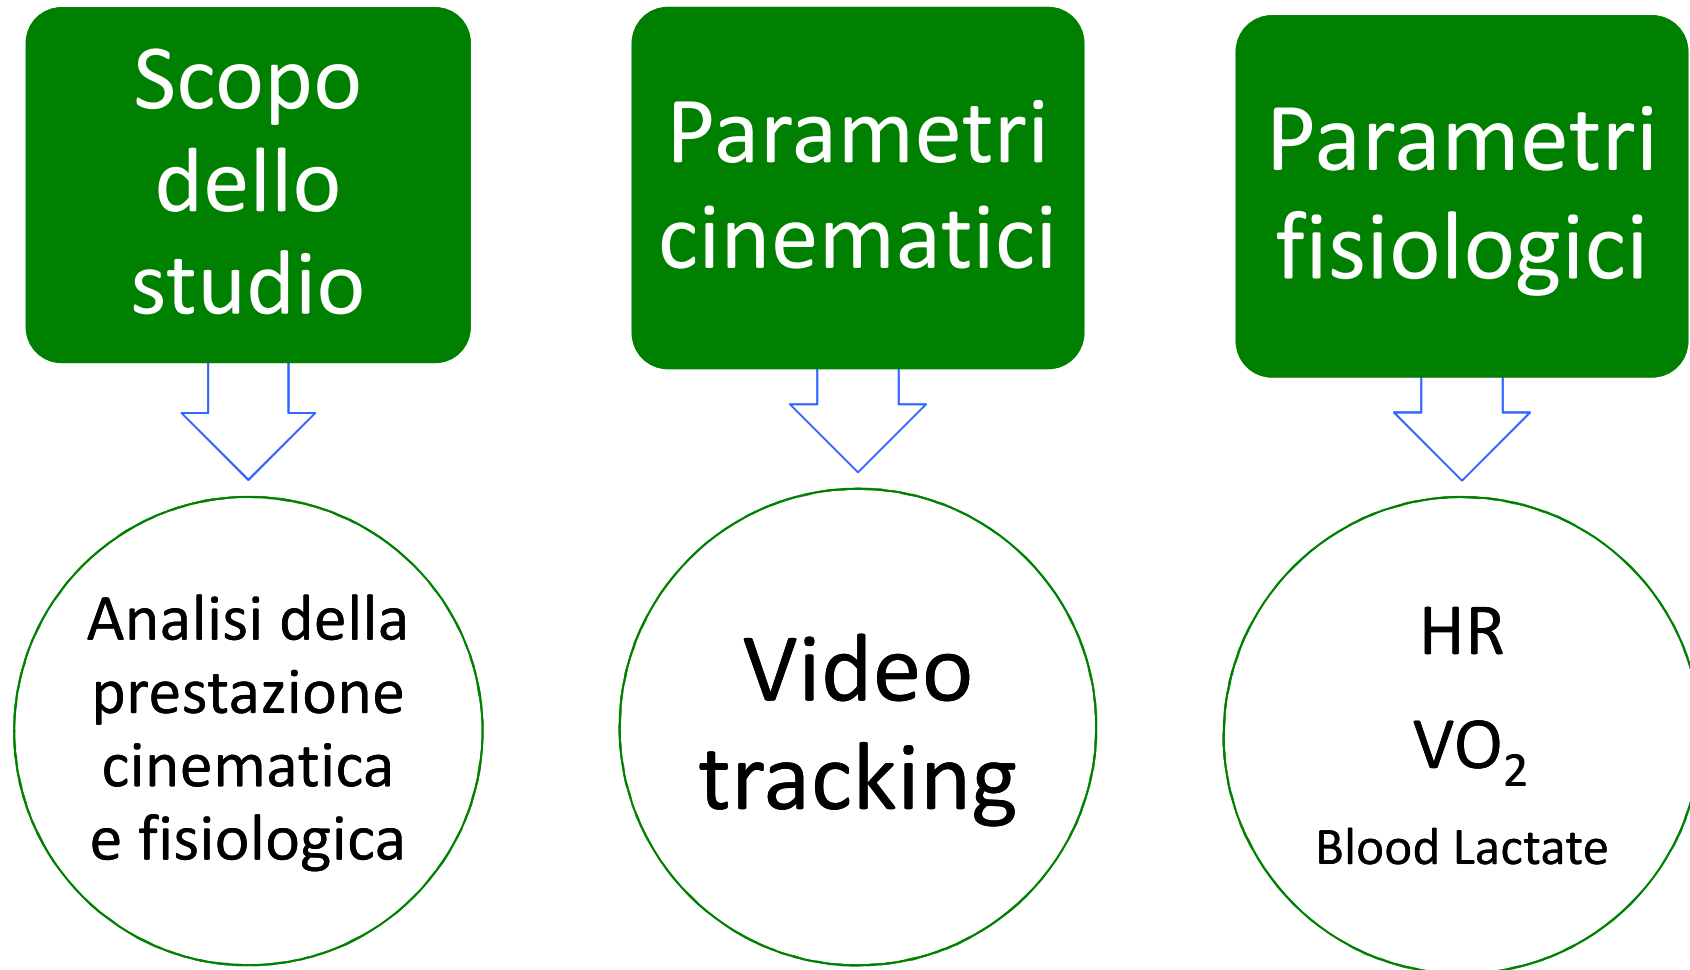 Scopo
dello
studio
Analisi della
prestazione
cinematica
e fisiologica
Parametri
cinematici
Video
tracking
Parametri
fisiologici
HR
VO₂
Blood Lactate